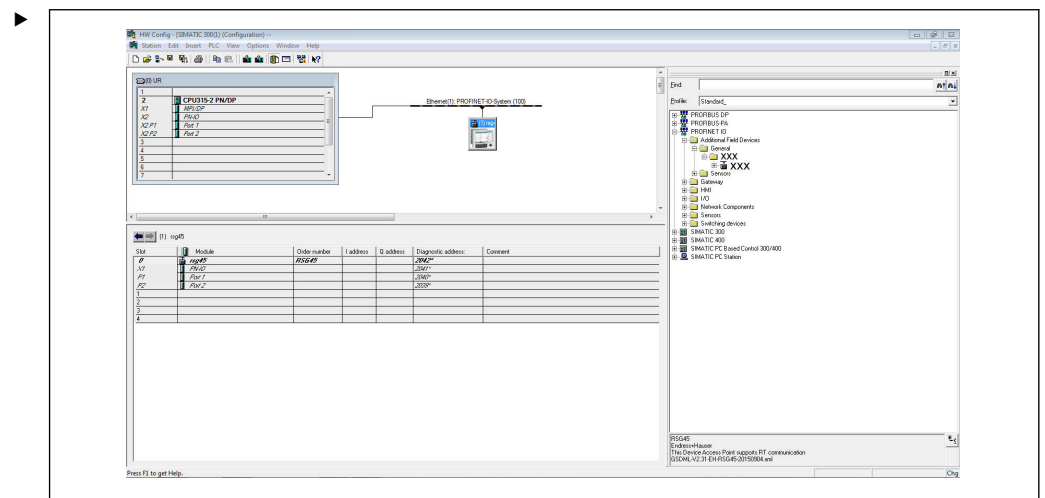 HW Config - [SIMATIC 300(1) (Configuration) --
Station Edit Insert PLC View Options Window Help
(0) UR
1
2 CPU315-2 PN/DP
X1 MPI/DP
X2 PN-IO
X2 P1 Port 1
X2 P2 Port 2
3
4
5
6
7
Ethernet(1): PROFINET-IO-System (100)
(1) rsg4
(1) rsg45
Slot Module Order number I address Q address Diagnostic address: Comment
0 rsg45 RSG45 2042*
X1 PN-IO 2041*
P1 Port 1 2040*
P2 Port 2 2039*
1
2
3
4
Find:
Profile: Standard_
PROFIBUS DP
PROFIBUS-PA
PROFINET IO
Additional Field Devices
General
XXX
XXX
Sensors
Gateway
HMI
I/O
Network Components
Sensors
Switching devices
SIMATIC 300
SIMATIC 400
SIMATIC PC Based Control 300/400
SIMATIC PC Station
RSG45
Endress+Hauser
This Device Access Point supports RT communication
GSDML-V2.31-EH-RSG45-20150904.xml
Press F1 to get Help.
Chg